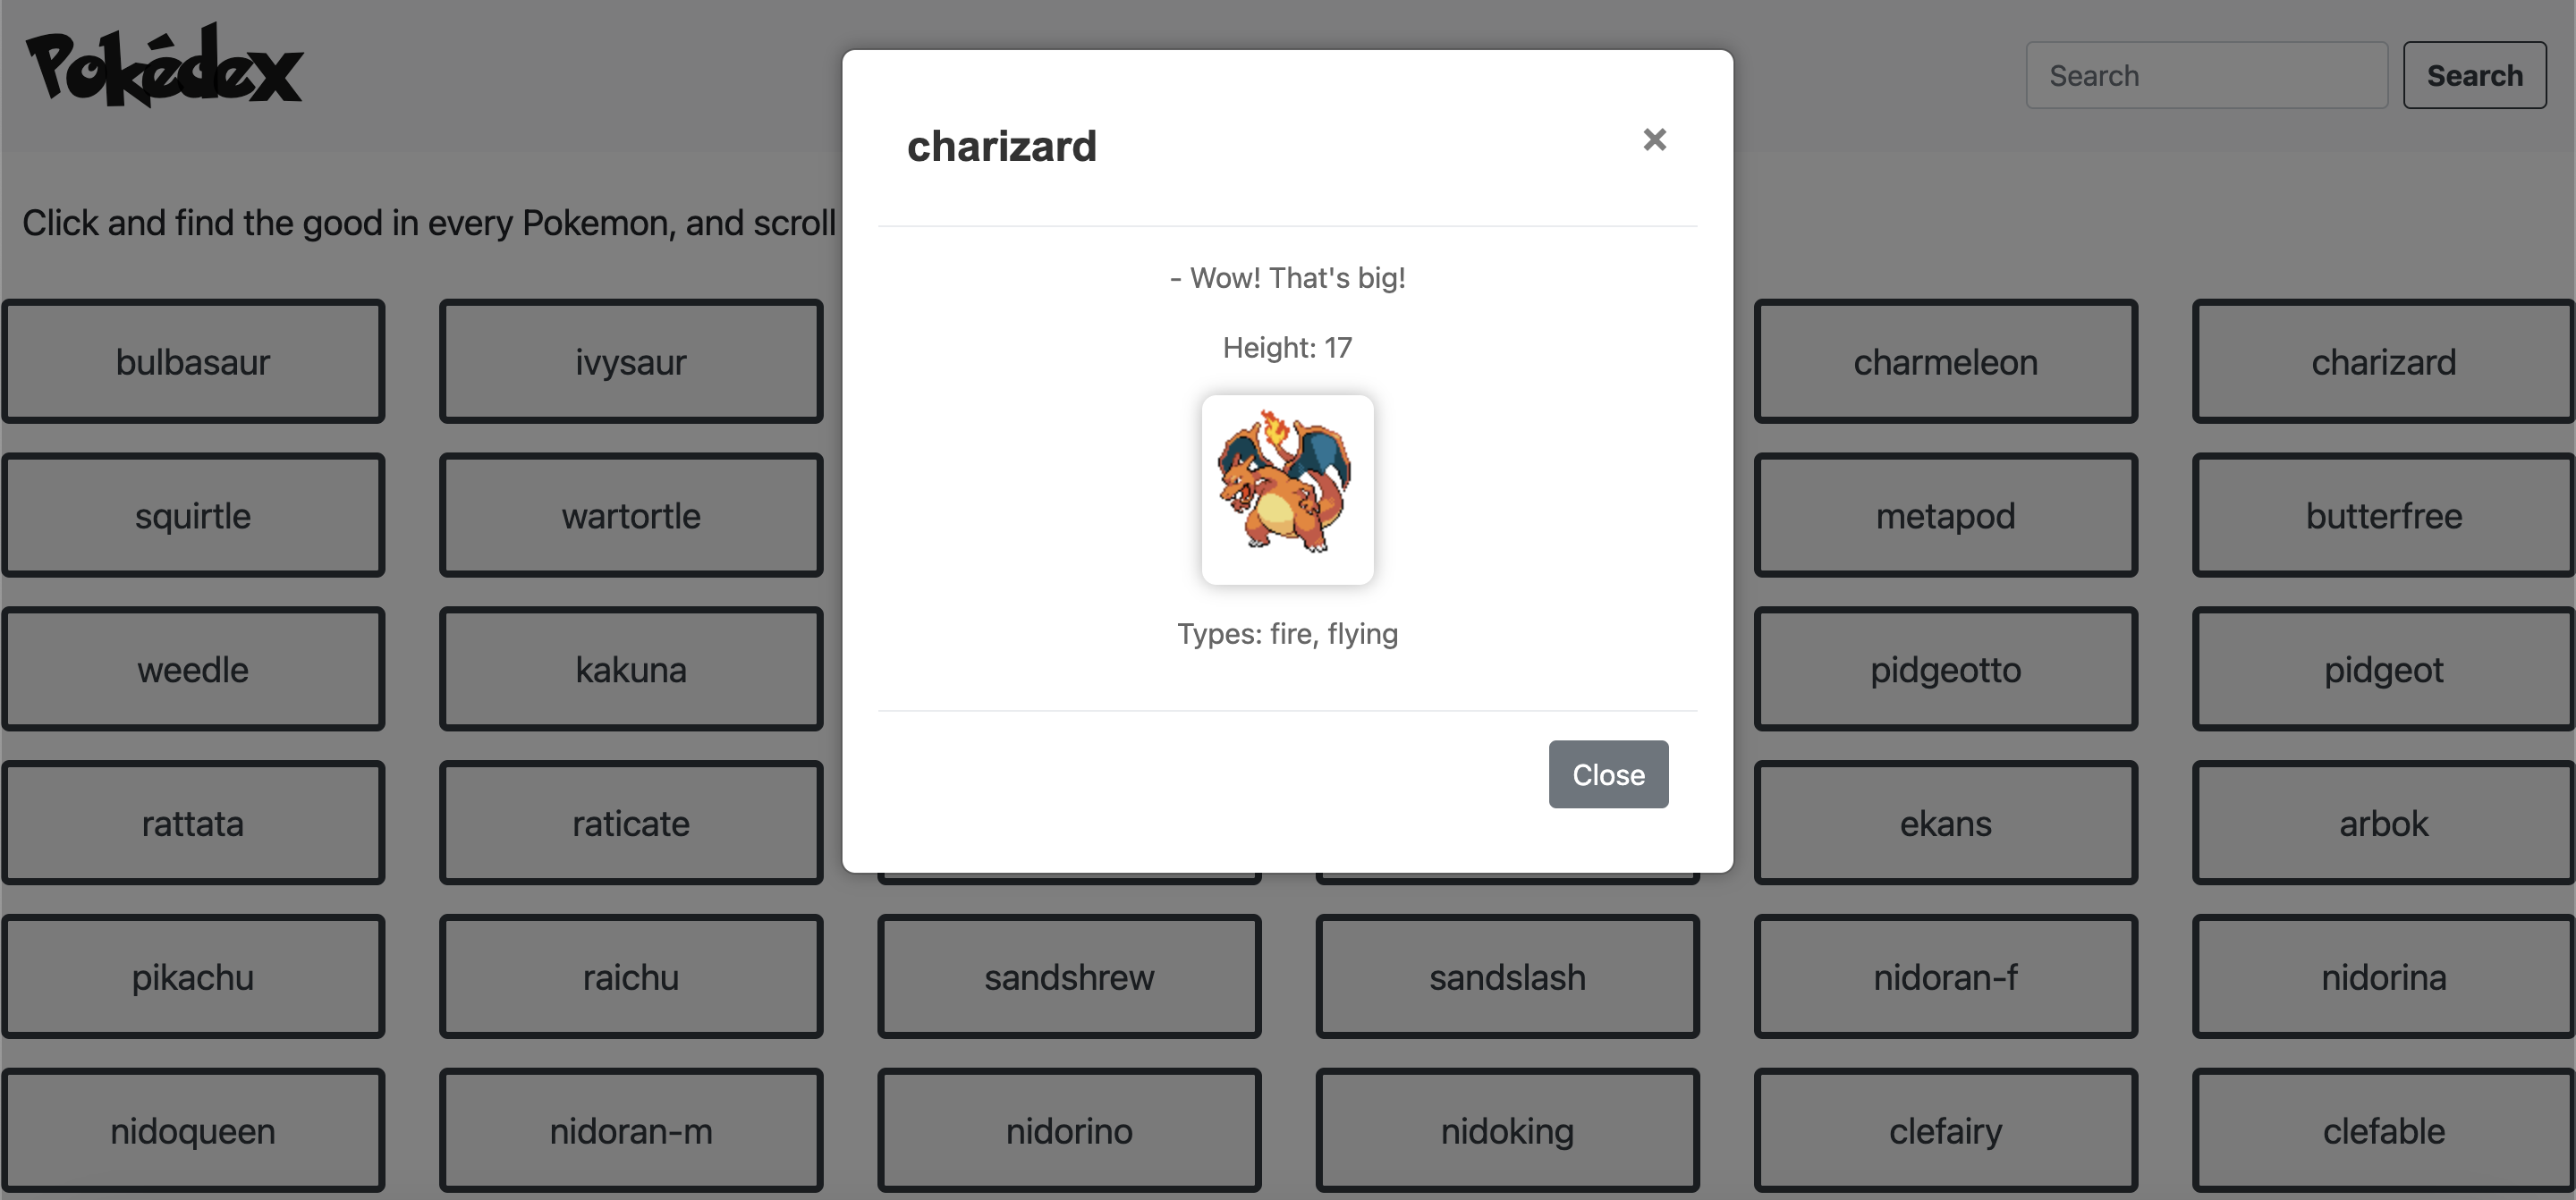 Pokédex
Search
Search
Click and find the good in every Pokemon, and scroll
charizard
×
- Wow! That's big!
Height: 17
Types: fire, flying
Close
bulbasaur
ivysaur
charmeleon
charizard
squirtle
wartortle
metapod
butterfree
weedle
kakuna
pidgeotto
pidgeot
rattata
raticate
ekans
arbok
pikachu
raichu
sandshrew
sandslash
nidoran-f
nidorina
nidoqueen
nidoran-m
nidorino
nidoking
clefairy
clefable